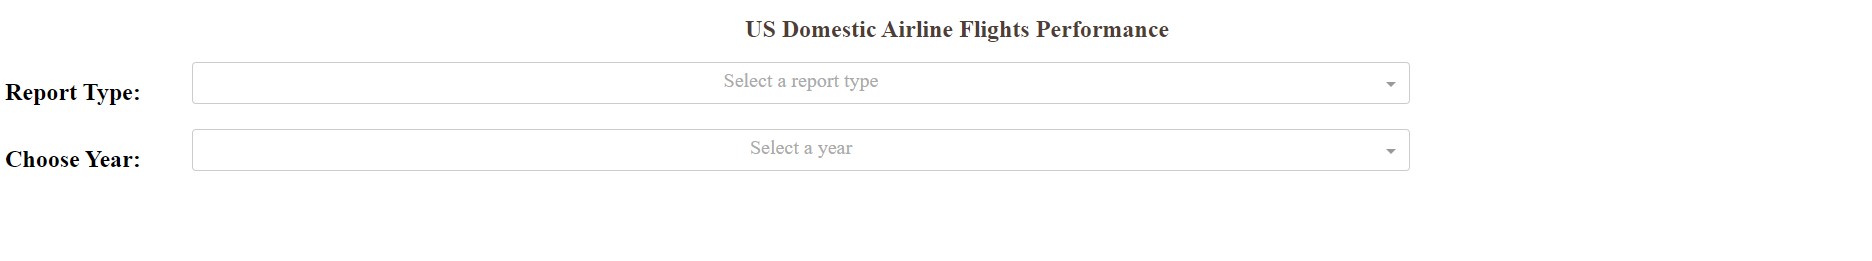 US Domestic Airline Flights Performance
Report Type:
Select a report type
Choose Year:
Select a year